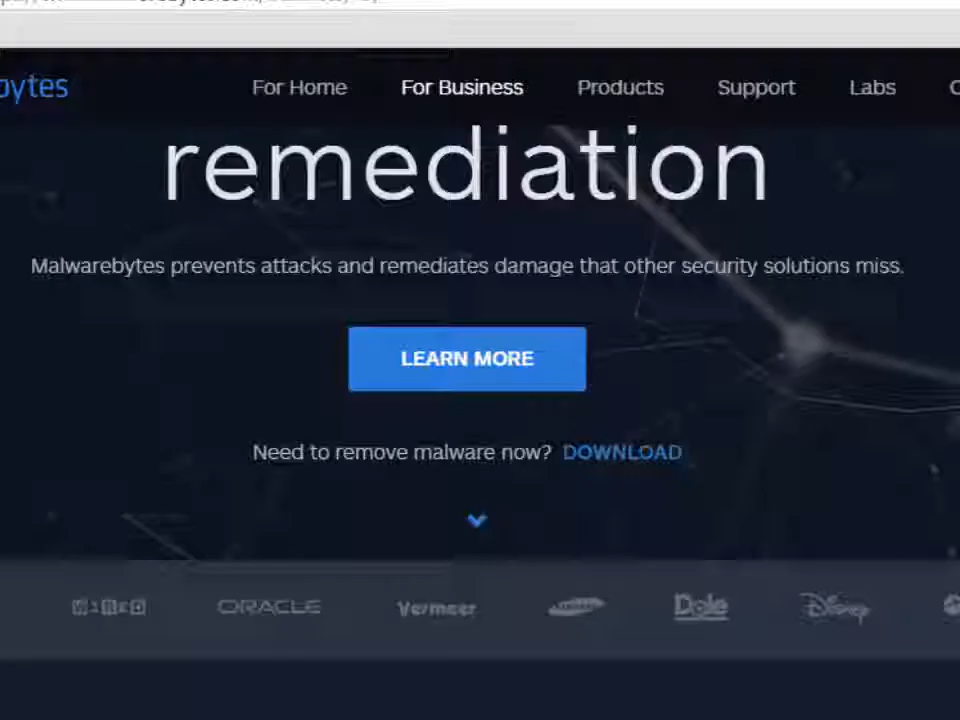 bytes
For Home For Business Products Support Labs
remediation
Malwarebytes prevents attacks and remediates damage that other security solutions miss.
LEARN MORE
Need to remove malware now? DOWNLOAD
WIRED ORACLE Vermeer Dole Disney